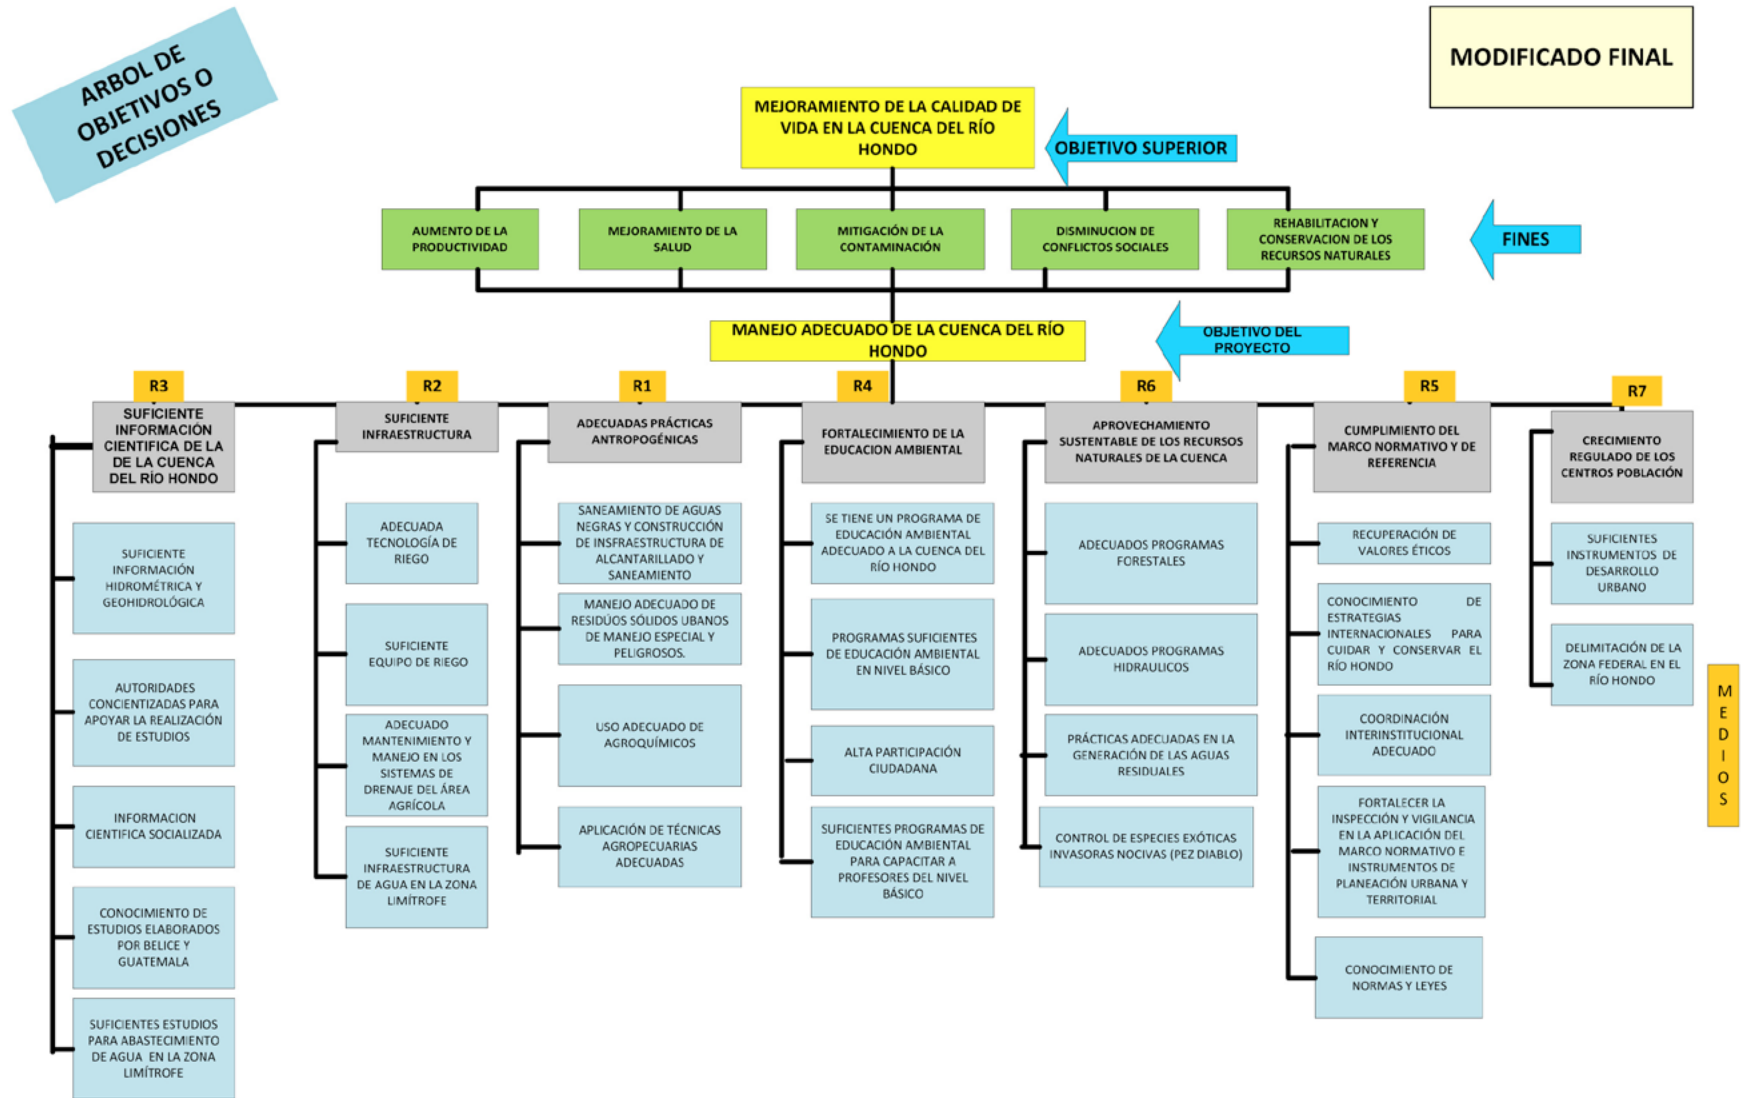 ARBOL DE
OBJETIVOS O
DECISIONES
MODIFICADO FINAL
MEJORAMIENTO DE LA CALIDAD DE
VIDA EN LA CUENCA DEL RÍO
HONDO
OBJETIVO SUPERIOR
AUMENTO DE LA
PRODUCTIVIDAD
MEJORAMIENTO DE LA
SALUD
MITIGACIÓN DE LA
CONTAMINACIÓN
DISMINUCION DE
CONFLICTOS SOCIALES
REHABILITACION Y
CONSERVACION DE LOS
RECURSOS NATURALES
FINES
MANEJO ADECUADO DE LA CUENCA DEL RÍO
HONDO
OBJETIVO DEL
PROYECTO
R3
SUFICIENTE
INFORMACIÓN
CIENTIFICA DE LA
DE LA CUENCA
DEL RÍO HONDO
SUFICIENTE
INFORMACIÓN
HIDROMÉTRICA Y
GEOHIDROLÓGICA
AUTORIDADES
CONCIENTIZADAS PARA
APOYAR LA REALIZACIÓN
DE ESTUDIOS
INFORMACION
CIENTIFICA SOCIALIZADA
CONOCIMIENTO DE
ESTUDIOS ELABORADOS
POR BELICE Y
GUATEMALA
SUFICIENTES ESTUDIOS
PARA ABASTECIMIENTO
DE AGUA EN LA ZONA
LIMÍTROFE
R2
SUFICIENTE
INFRAESTRUCTURA
ADECUADA
TECNOLOGÍA DE
RIEGO
SUFICIENTE
EQUIPO DE RIEGO
ADECUADO
MANTENIMIENTO Y
MANEJO EN LOS
SISTEMAS DE
DRENAJE DEL ÁREA
AGRÍCOLA
SUFICIENTE
INFRAESTRUCTURA
DE AGUA EN LA ZONA
LIMÍTROFE
R1
ADECUADAS PRÁCTICAS
ANTROPOGÉNICAS
SANEAMIENTO DE AGUAS
NEGRAS Y CONSTRUCCIÓN
DE INSFRAESTRUCTURA DE
ALCANTARILLADO Y
SANEAMIENTO
MANEJO ADECUADO DE
RESIDÚOS SÓLIDOS UBANOS
DE MANEJO ESPECIAL Y
PELIGROSOS.
USO ADECUADO DE
AGROQUÍMICOS
APLICACIÓN DE TÉCNICAS
AGROPECUARIAS
ADECUADAS
R4
FORTALECIMIENTO DE LA
EDUCACION AMBIENTAL
SE TIENE UN PROGRAMA DE
EDUCACIÓN AMBIENTAL
ADECUADO A LA CUENCA DEL
RÍO HONDO
PROGRAMAS SUFICIENTES
DE EDUCACIÓN AMBIENTAL
EN NIVEL BÁSICO
ALTA PARTICIPACIÓN
CIUDADANA
SUFICIENTES PROGRAMAS DE
EDUCACIÓN AMBIENTAL
PARA CAPACITAR A
PROFESORES DEL NIVEL
BÁSICO
R6
APROVECHAMIENTO
SUSTENTABLE DE LOS RECURSOS
NATURALES DE LA CUENCA
ADECUADOS PROGRAMAS
FORESTALES
ADECUADOS PROGRAMAS
HIDRAULICOS
PRÁCTICAS ADECUADAS EN LA
GENERACIÓN DE LAS AGUAS
RESIDUALES
CONTROL DE ESPECIES EXÓTICAS
INVASORAS NOCIVAS (PEZ DIABLO)
R5
CUMPLIMIENTO DEL
MARCO NORMATIVO Y DE
REFERENCIA
RECUPERACIÓN DE
VALORES ÉTICOS
CONOCIMIENTO DE
ESTRATEGIAS
INTERNACIONALES PARA
CUIDAR Y CONSERVAR EL
RÍO HONDO
COORDINACIÓN
INTERINSTITUCIONAL
ADECUADO
FORTALECER LA
INSPECCIÓN Y VIGILANCIA
EN LA APLICACIÓN DEL
MARCO NORMATIVO E
INSTRUMENTOS DE
PLANEACIÓN URBANA Y
TERRITORIAL
CONOCIMIENTO DE
NORMAS Y LEYES
R7
CRECIMIENTO
REGULADO DE LOS
CENTROS POBLACIÓN
SUFICIENTES
INSTRUMENTOS DE
DESARROLLO
URBANO
DELIMITACIÓN DE LA
ZONA FEDERAL EN EL
RÍO HONDO
MEDIOS